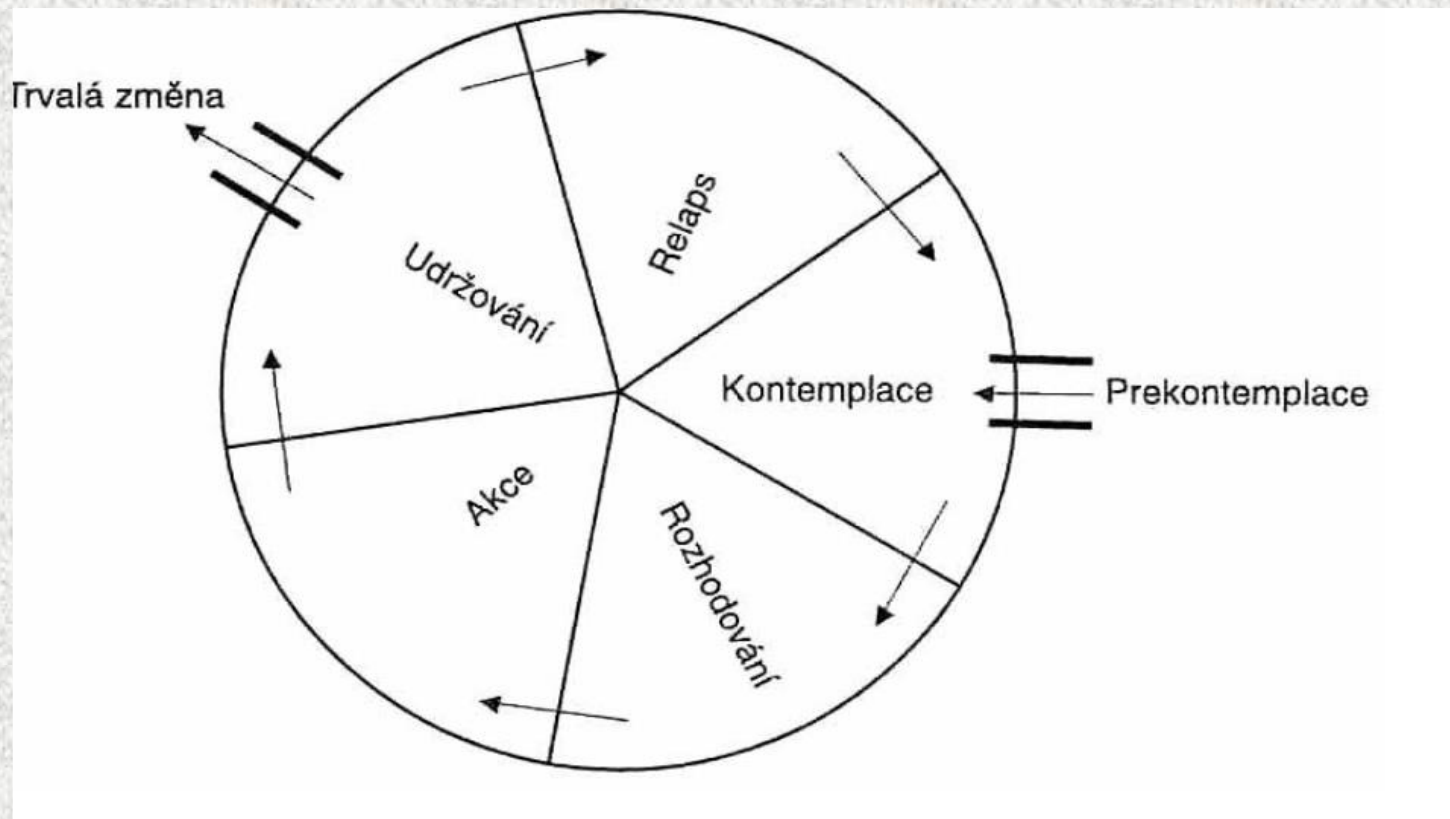 Trvalá změna
Relaps
Udržování
Kontemplace
Prekontemplace
Akce
Rozhodování